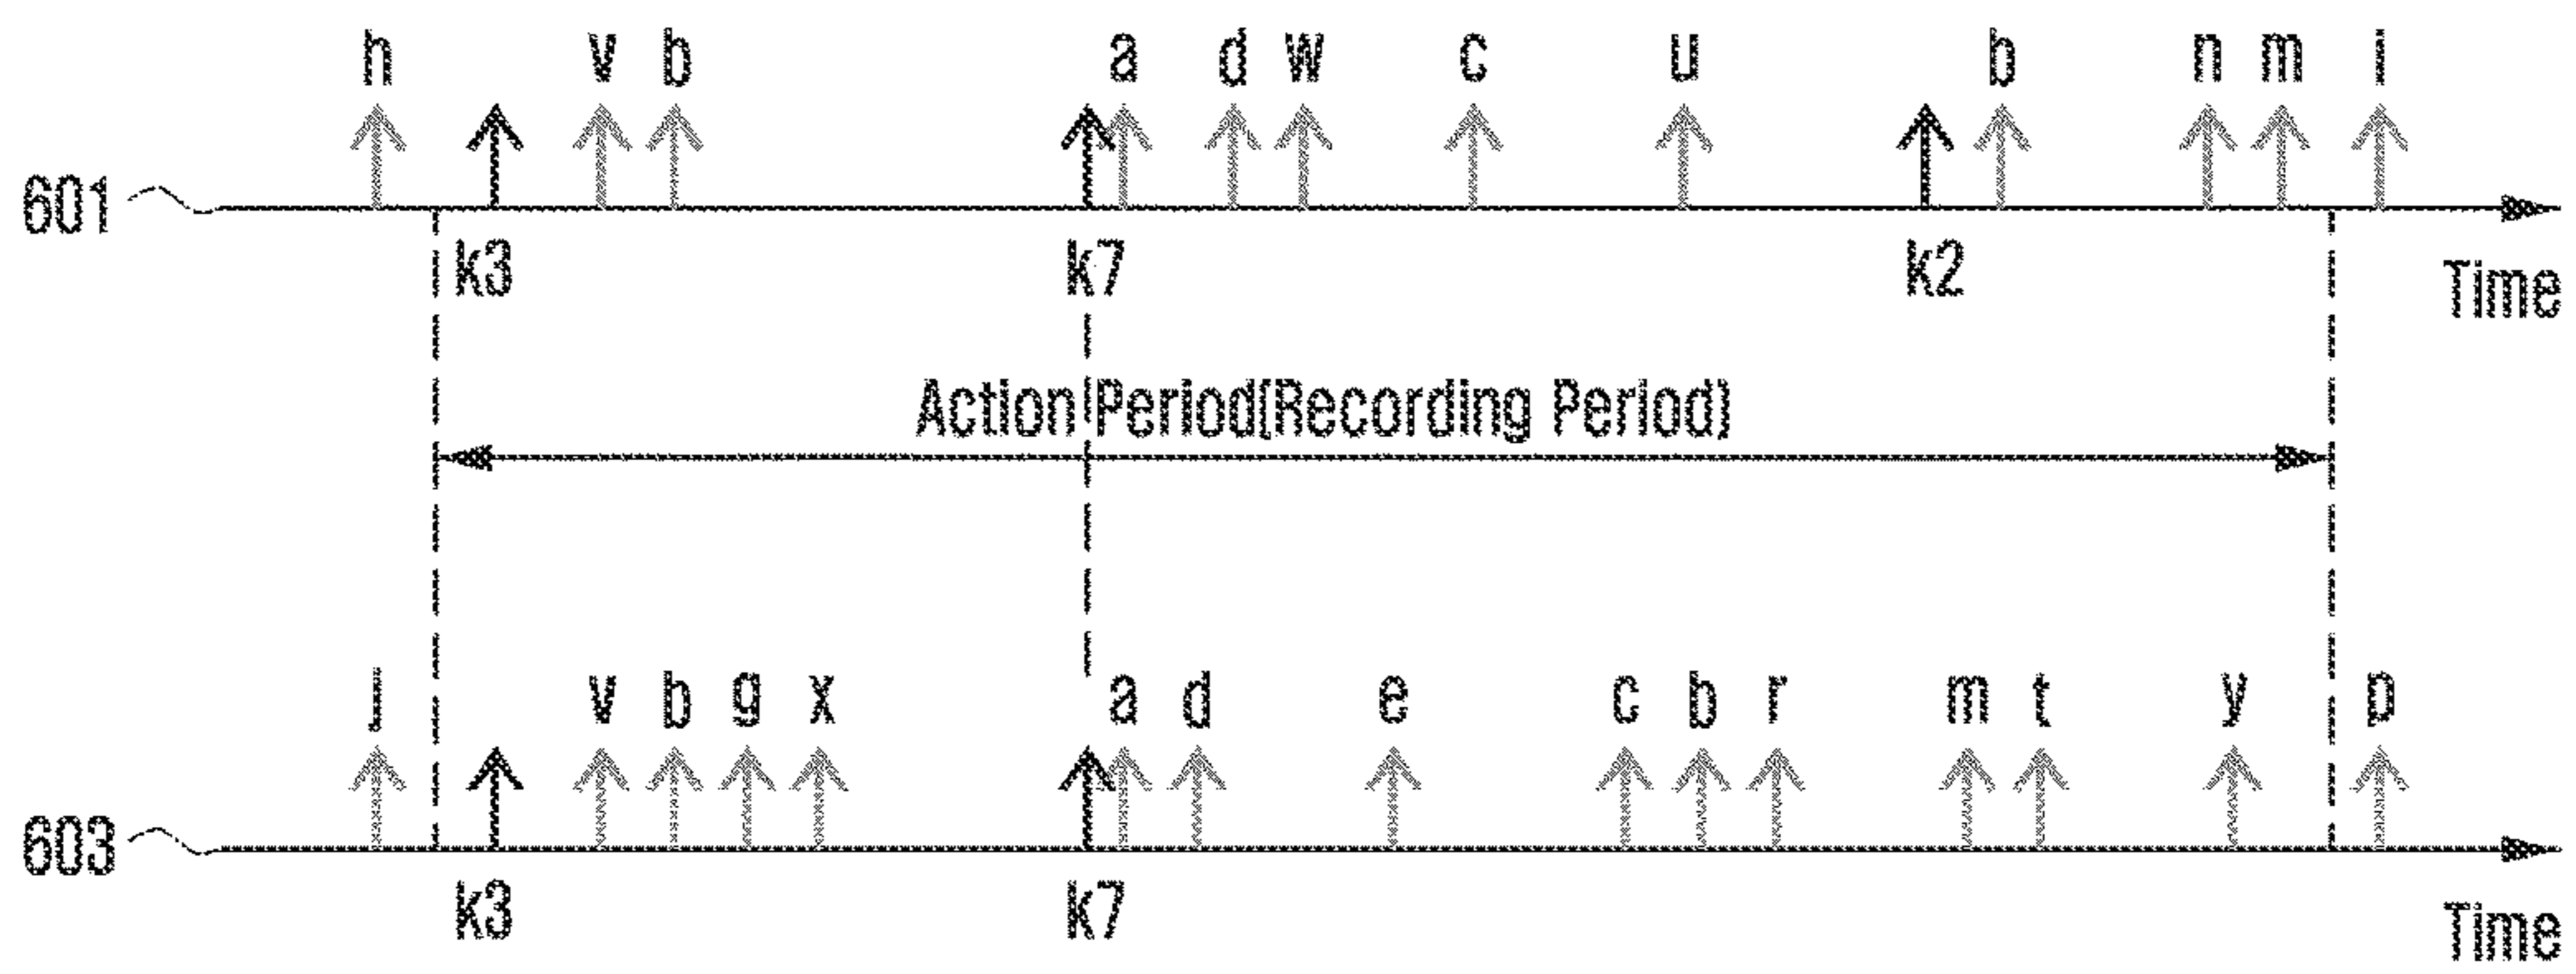 h v b a d w c u b n m i
601
k3 k7 k2
Time
Action Period(Recording Period)
j v b g x a d e c b r m t y p
603
k3 k7
Time